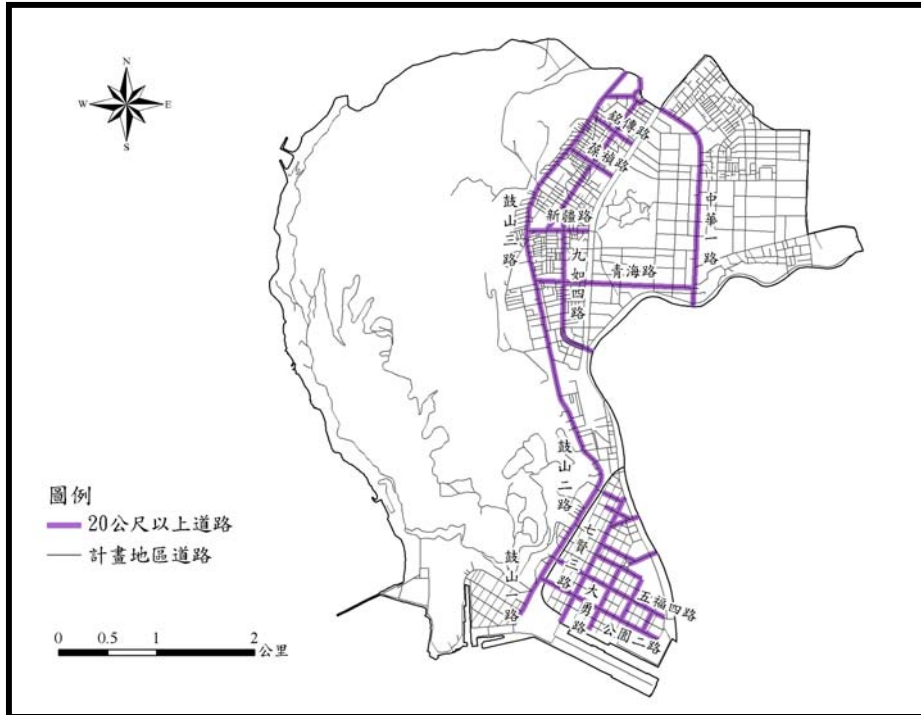 N
W
E
S
銘傳路
葆禎路
鼓山三路
新疆路
九如四路
青海路
中華一路
鼓山二路
鼓山一路
七賢三路
大勇路
五福四路
公園二路
圖例
20公尺以上道路
計畫地區道路
0 0.5 1 2
公里